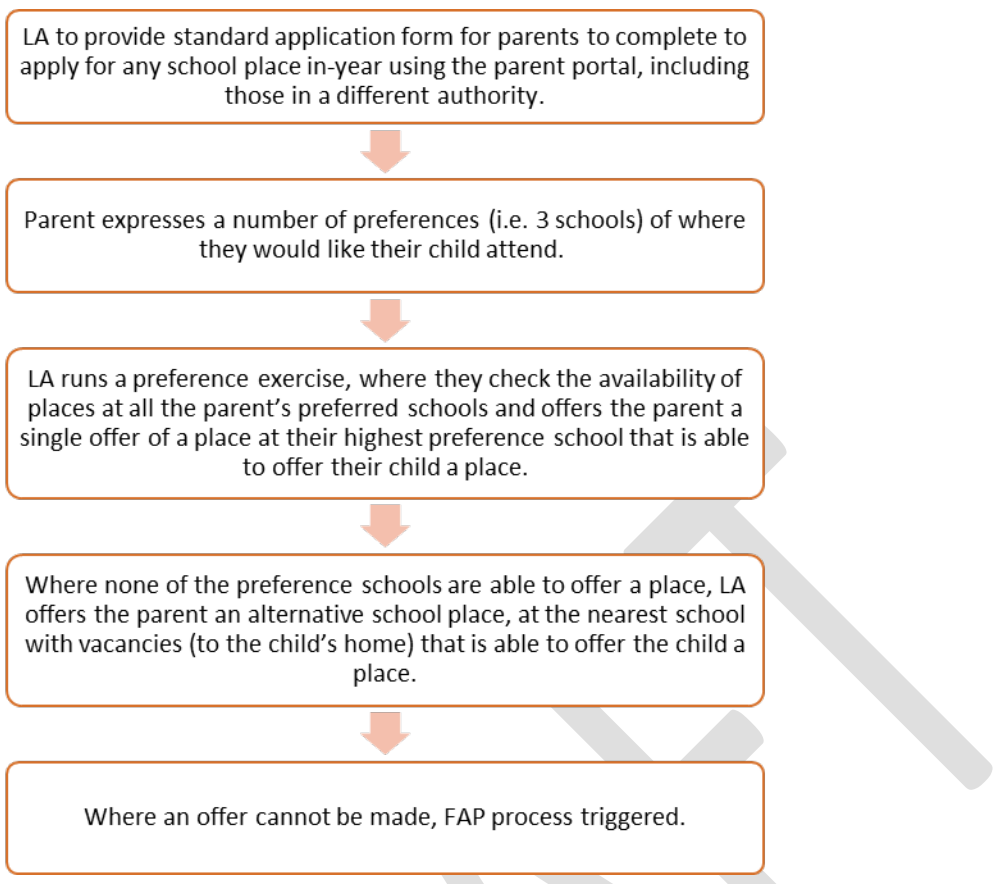 LA to provide standard application form for parents to complete to
apply for any school place in-year using the parent portal, including
those in a different authority.
Parent expresses a number of preferences (i.e. 3 schools) of where
they would like their child attend.
LA runs a preference exercise, where they check the availability of
places at all the parent's preferred schools and offers the parent a
single offer of a place at their highest preference school that is able
to offer their child a place.
Where none of the preference schools are able to offer a place, LA
offers the parent an alternative school place, at the nearest school
with vacancies (to the child's home) that is able to offer the child a
place.
Where an offer cannot be made, FAP process triggered.